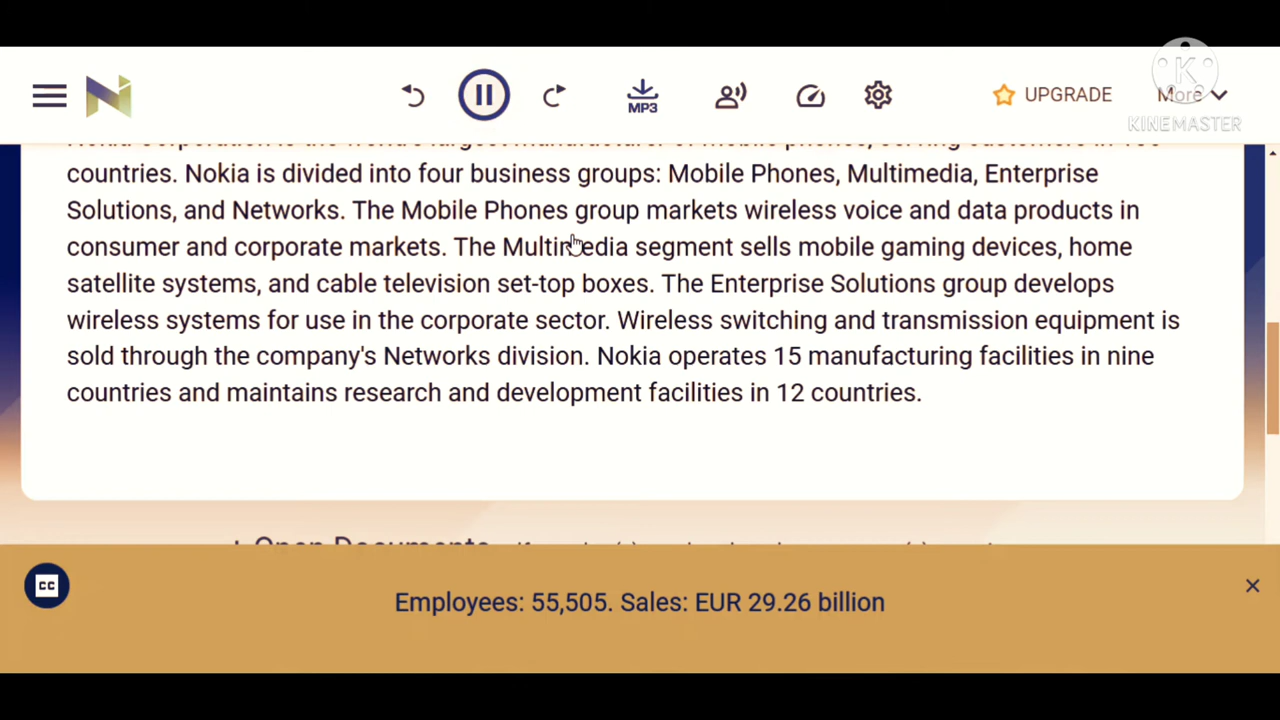 MP3
UPGRADE
More
KINEMASTER
countries. Nokia is divided into four business groups: Mobile Phones, Multimedia, Enterprise
Solutions, and Networks. The Mobile Phones group markets wireless voice and data products in
consumer and corporate markets. The Multimedia segment sells mobile gaming devices, home
satellite systems, and cable television set-top boxes. The Enterprise Solutions group develops
wireless systems for use in the corporate sector. Wireless switching and transmission equipment is
sold through the company's Networks division. Nokia operates 15 manufacturing facilities in nine
countries and maintains research and development facilities in 12 countries.
Open Documents
CC
Employees: 55,505. Sales: EUR 29.26 billion